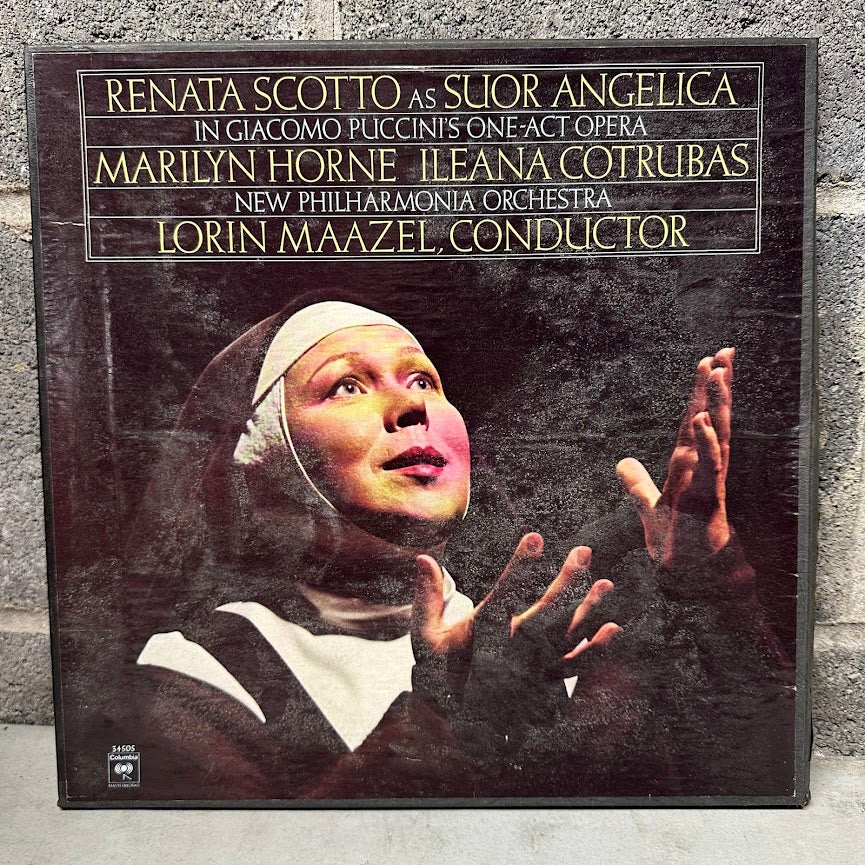 RENATA SCOTTO AS SUOR ANGELICA
IN GIACOMO PUCCINI'S ONE-ACT OPERA
MARILYN HORNE ILEANA COTRUBAS
NEW PHILHARMONIA ORCHESTRA
LORIN MAAZEL, CONDUCTOR
34505
Columbia
MASTERWORKS